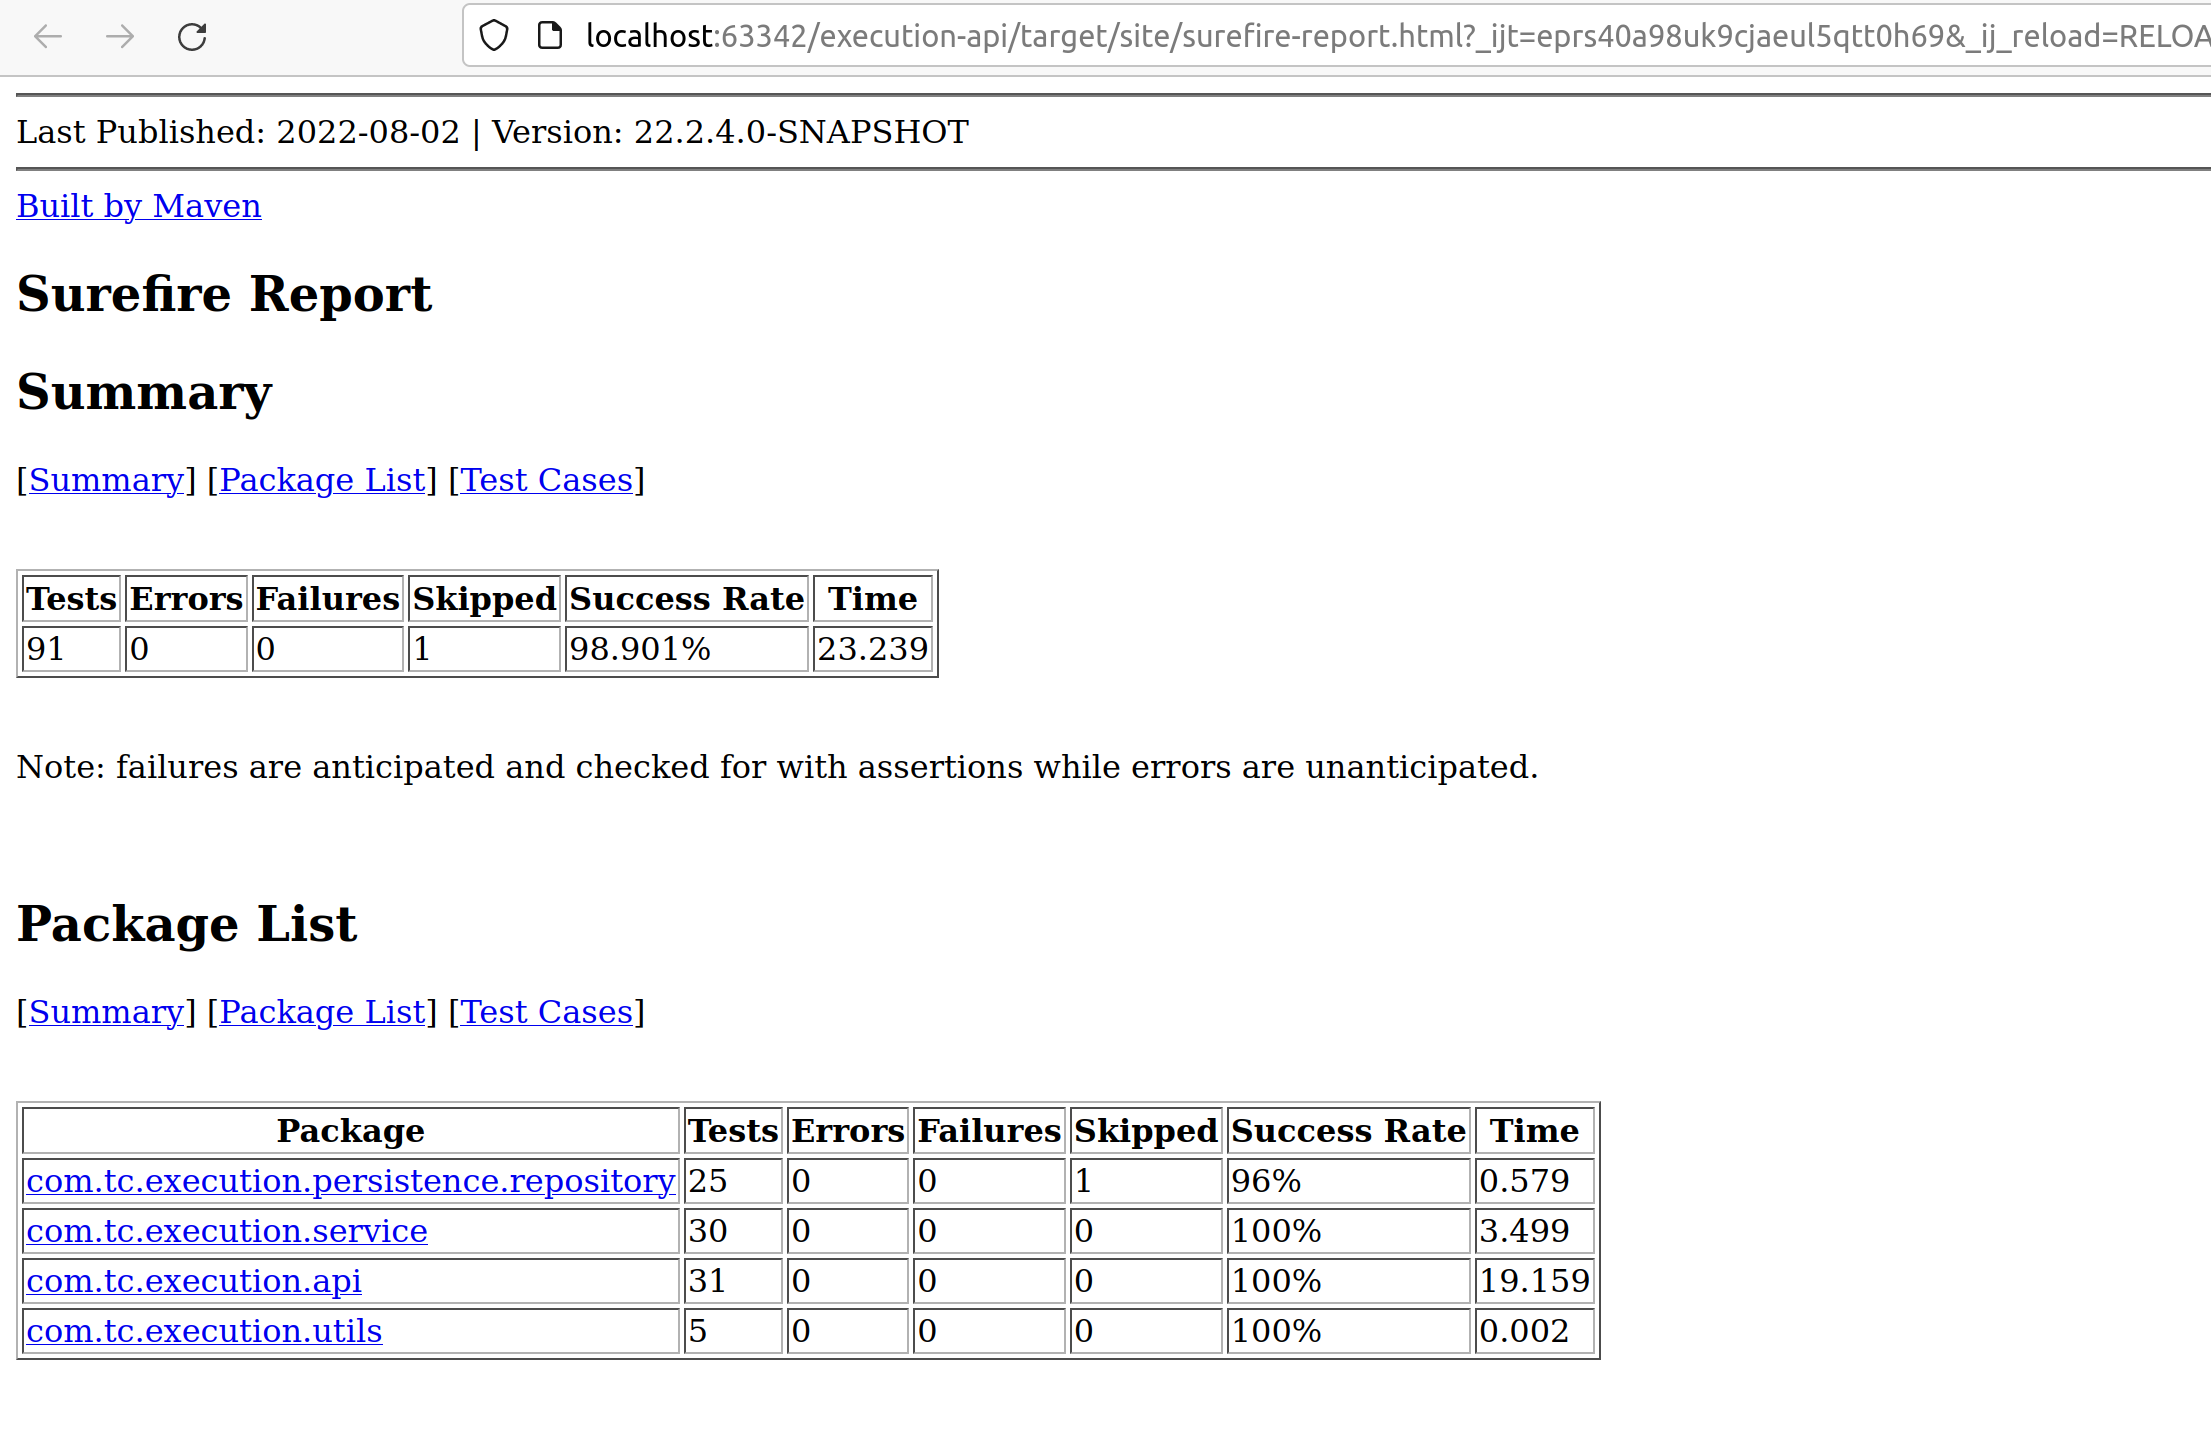 localhost:63342/execution-api/target/site/surefire-report.html?_ijt=eprs40a98uk9cjaeul5qtt0h69&_ij_reload=RELOA
Last Published: 2022-08-02 | Version: 22.2.4.0-SNAPSHOT
Built by Maven
Surefire Report
Summary
[Summary] [Package List] [Test Cases]
Tests Errors Failures Skipped Success Rate Time
91 0 0 1 98.901% 23.239
Note: failures are anticipated and checked for with assertions while errors are unanticipated.
Package List
[Summary] [Package List] [Test Cases]
Package Tests Errors Failures Skipped Success Rate Time
com.tc.execution.persistence.repository 25 0 0 1 96% 0.579
com.tc.execution.service 30 0 0 0 100% 3.499
com.tc.execution.api 31 0 0 0 100% 19.159
com.tc.execution.utils 5 0 0 0 100% 0.002